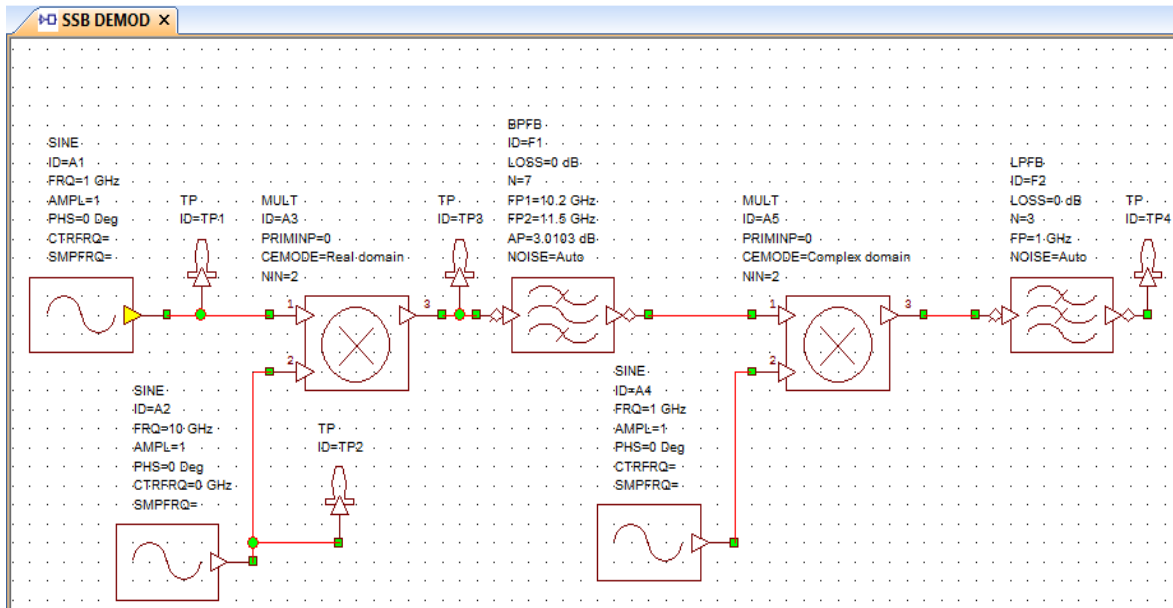 SSB DEMOD ×
SINE
ID=A1
FRQ=1 GHz
AMPL=1
PHS=0 Deg
CTRFRQ=
SMPFRQ=
TP
ID=TP1
MULT
ID=A3
PRIMINP=0
CEMODE=Real domain
NIN=2
TP
ID=TP3
BPFB
ID=F1
LOSS=0 dB
N=7
FP1=10.2 GHz
FP2=11.5 GHz
AP=3.0103 dB
NOISE=Auto
MULT
ID=A5
PRIMINP=0
CEMODE=Complex domain
NIN=2
LPFB
ID=F2
LOSS=0 dB
N=3
FP=1 GHz
NOISE=Auto
TP
ID=TP4
1
2
3
1
2
3
SINE
ID=A2
FRQ=10 GHz
AMPL=1
PHS=0 Deg
CTRFRQ=0 GHz
SMPFRQ=
TP
ID=TP2
SINE
ID=A4
FRQ=1 GHz
AMPL=1
PHS=0 Deg
CTRFRQ=
SMPFRQ=